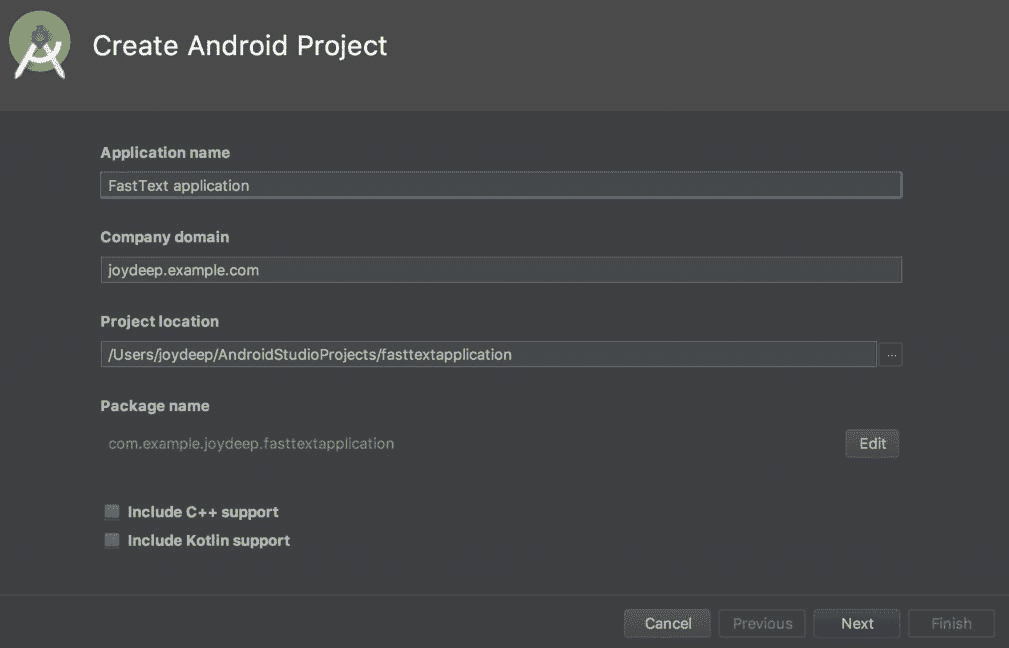 Create Android Project
Application name
FastText application
Company domain
joydeep.example.com
Project location
/Users/joydeep/AndroidStudioProjects/fasttextapplication
...
Package name
com.example.joydeep.fasttextapplication
Edit
Include C++ support
Include Kotlin support
Cancel Previous Next Finish